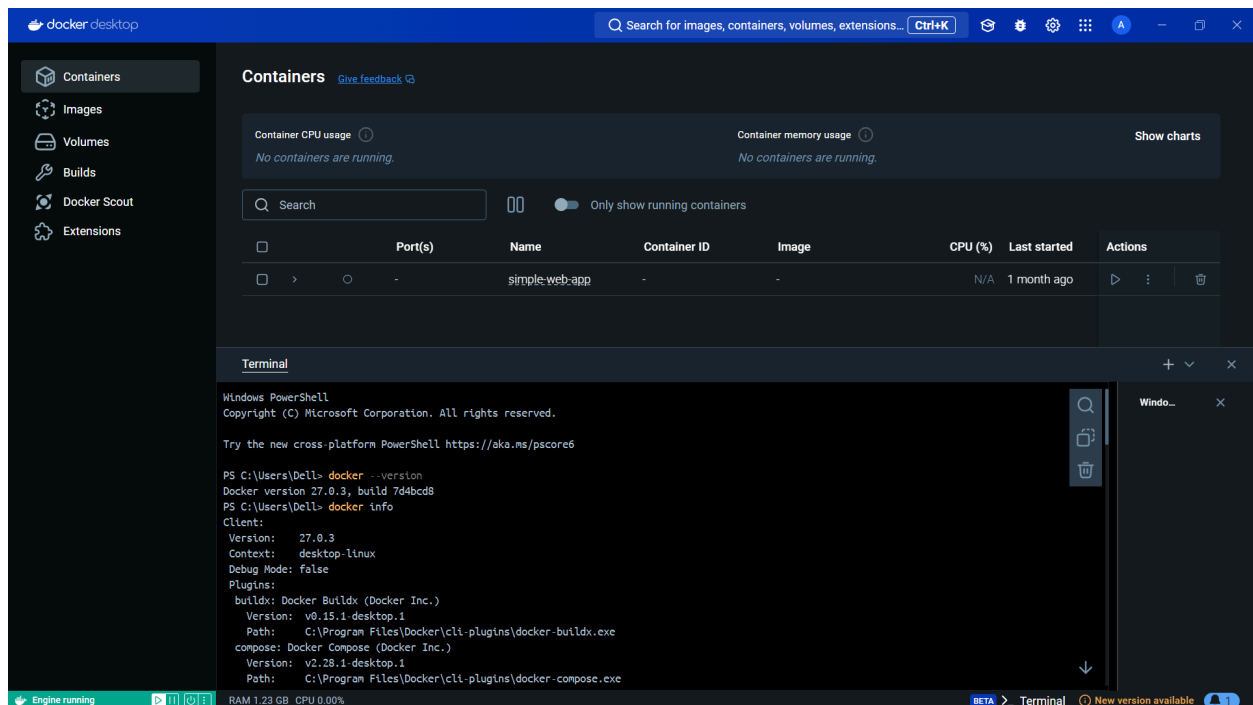 docker desktop
Search for images, containers, volumes, extensions... Ctrl+K
A
Containers
Images
Volumes
Builds
Docker Scout
Extensions
Containers Give feedback
Container CPU usage
No containers are running.
Container memory usage
No containers are running.
Show charts
Search
Only show running containers
Port(s) Name Container ID Image CPU (%) Last started Actions
- simple-web-app - - N/A 1 month ago
Terminal
Windows PowerShell
Copyright (C) Microsoft Corporation. All rights reserved.
Try the new cross-platform PowerShell https://aka.ms/pscore6
PS C:\Users\Dell> docker --version
Docker version 27.0.3, build 7d4bcd8
PS C:\Users\Dell> docker info
Client:
Version: 27.0.3
Context: desktop-linux
Debug Mode: false
Plugins:
buildx: Docker Buildx (Docker Inc.)
Version: v0.15.1-desktop.1
Path: C:\Program Files\Docker\cli-plugins\docker-buildx.exe
compose: Docker Compose (Docker Inc.)
Version: v2.28.1-desktop.1
Path: C:\Program Files\Docker\cli-plugins\docker-compose.exe
Windo...
Engine running
RAM 1.23 GB CPU 0.00%
BETA Terminal New version available 1